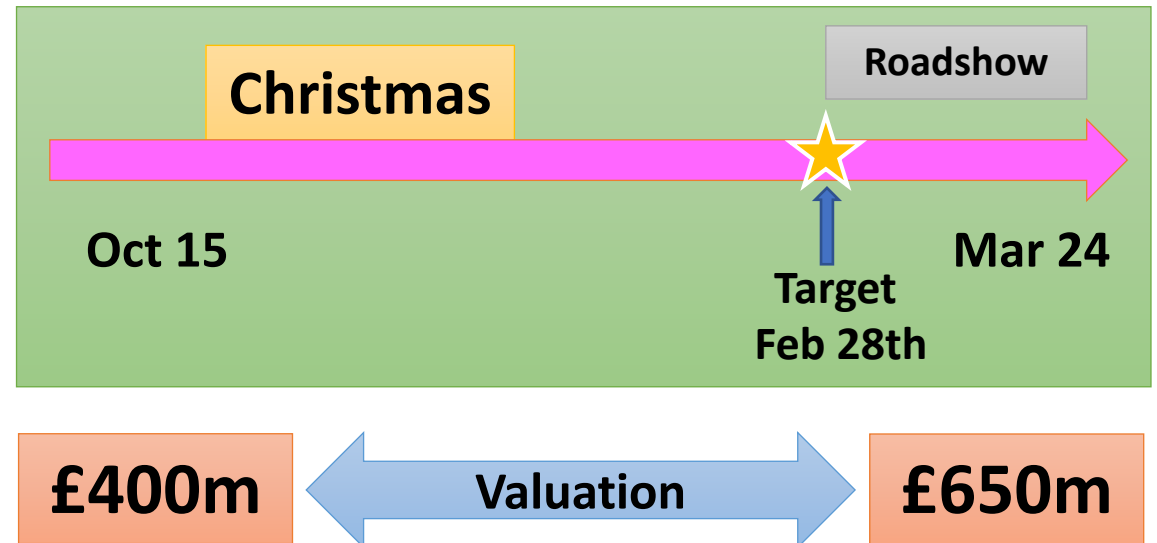 Roadshow
Christmas
Oct 15
Mar 24
Target
Feb 28th
£400m
Valuation
£650m